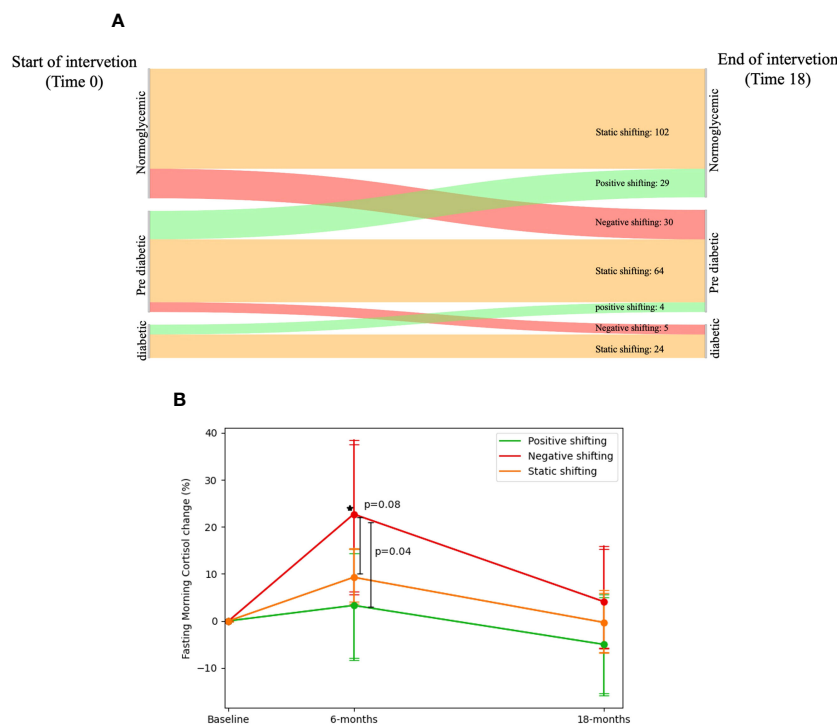 A
Start of intervetion
(Time 0)
End of intervetion
(Time 18)
Normoglycemic
Pre diabetic
diabetic
Static shifting: 102
Positive shifting: 29
Negative shifting: 30
Static shifting: 64
positive shifting: 4
Negative shifting: 5
Static shifting: 24
Normoglycemic
Pre diabetic
diabetic
B
Fasting Morning Cortisol change (%)
40
30
20
10
0
−10
Positive shifting
Negative shifting
Static shifting
p=0.08
p=0.04
Baseline
6-months
18-months